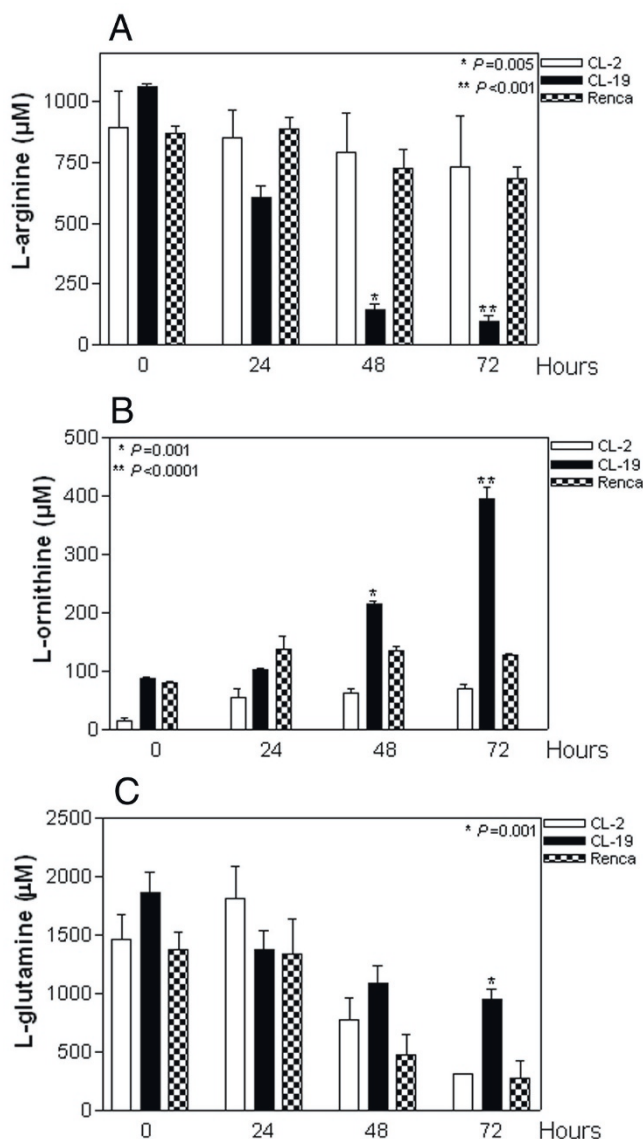 A
* P=0.005
** P<0.001
CL-2
CL-19
Renca
L-arginine (µM)
1000
750
500
250
0
*
**
0 24 48 72 Hours
B
* P=0.001
** P<0.0001
CL-2
CL-19
Renca
L-ornithine (µM)
500
400
300
200
100
0
*
**
0 24 48 72 Hours
C
* P=0.001
CL-2
CL-19
Renca
L-glutamine (µM)
2500
2000
1500
1000
500
0
*
0 24 48 72 Hours